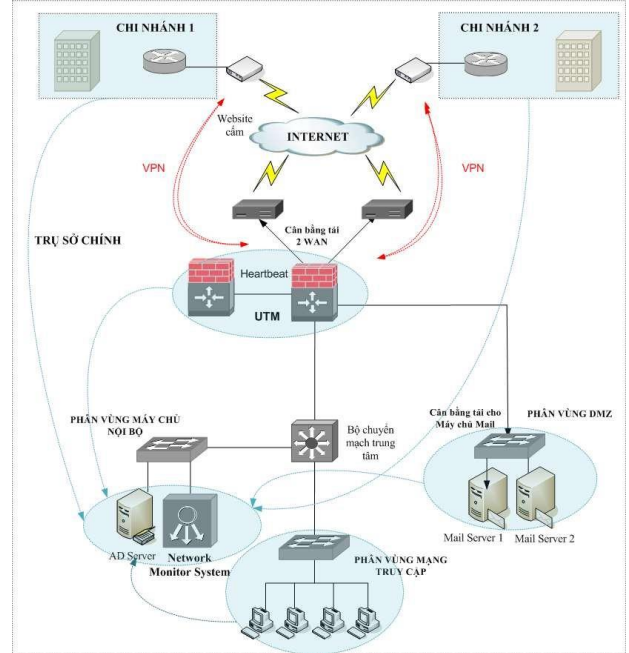 CHI NHÁNH 1
CHI NHÁNH 2
Website
cấm
INTERNET
VPN
VPN
Cân bằng tải
2 WAN
TRỤ SỞ CHÍNH
Heartbeat
UTM
PHÂN VÙNG MÁY CHỦ
NỘI BỘ
Bộ chuyển
mạch trung
tâm
Cân bằng tải cho
Máy chủ Mail
PHÂN VÙNG DMZ
Mail Server 1
Mail Server 2
AD Server
Network
Monitor System
PHÂN VÙNG MẠNG
TRUY CẬP